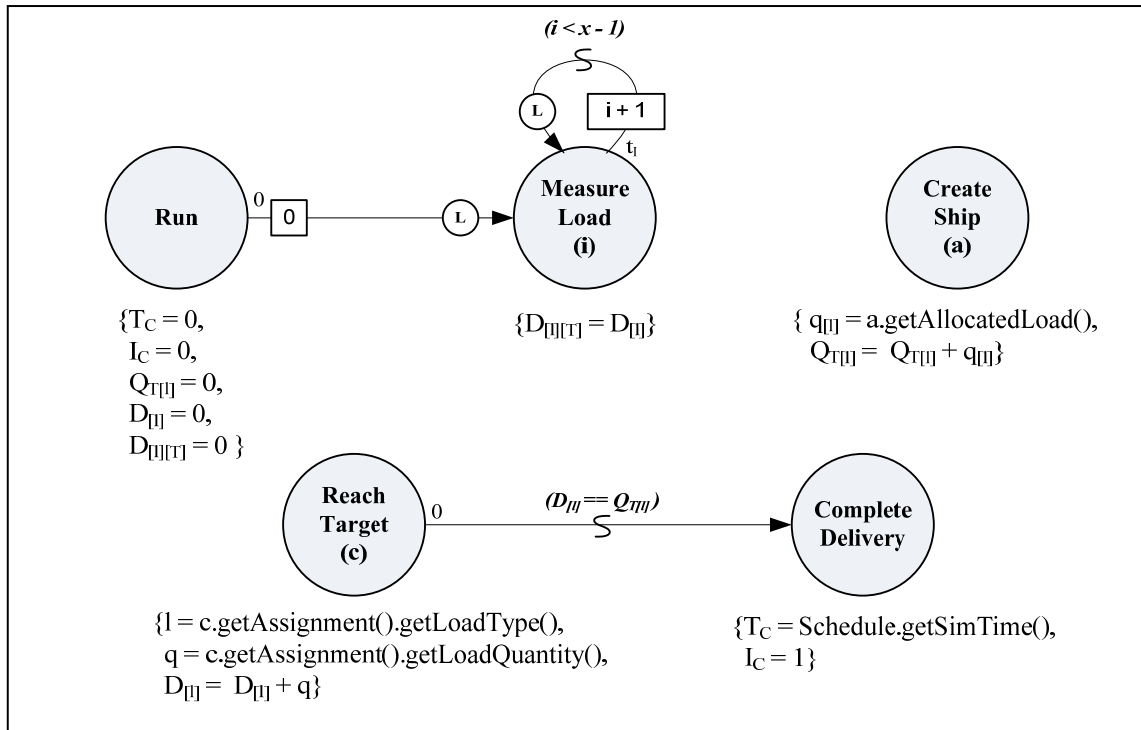 (i < x - 1)
L
i + 1
t_I
Run
0
0
L
Measure
Load
(i)
Create
Ship
(a)
{T_C = 0,
I_C = 0,
Q_T[l] = 0,
D_[l] = 0,
D_[l][T] = 0 }
{D_[l][T] = D_[l]}
{ q_[l] = a.getAllocatedLoad(),
Q_T[l] = Q_T[l] + q_[l]}
Reach
Target
(c)
0
(D_[l] == Q_T[l])
Complete
Delivery
{l = c.getAssignment().getLoadType(),
q = c.getAssignment().getLoadQuantity(),
D_[l] = D_[l] + q}
{T_C = Schedule.getSimTime(),
I_C = 1}